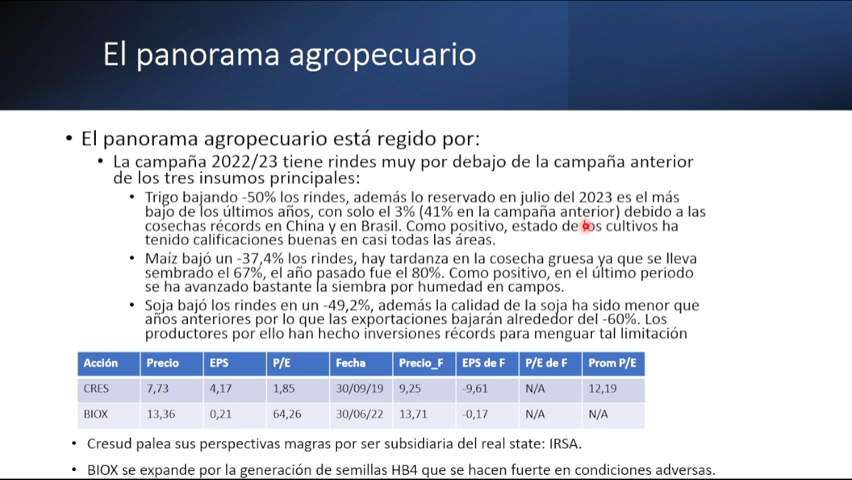 El panorama agropecuario
• El panorama agropecuario está regido por:
• La campaña 2022/23 tiene rindes muy por debajo de la campaña anterior
de los tres insumos principales:
• Trigo bajando -50% los rindes, además lo reservado en julio del 2023 es el más
bajo de los últimos años, con solo el 3% (41% en la campaña anterior) debido a las
cosechas récords en China y en Brasil. Como positivo, estado de los cultivos ha
tenido calificaciones buenas en casi todas las áreas.
• Maíz bajó un -37,4% los rindes, hay tardanza en la cosecha gruesa ya que se lleva
sembrado el 67%, el año pasado fue el 80%. Como positivo, en el último periodo
se ha avanzado bastante la siembra por humedad en campos.
• Soja bajó los rindes en un -49,2%, además la calidad de la soja ha sido menor que
años anteriores por lo que las exportaciones bajarán alrededor del -60%. Los
productores por ello han hecho inversiones récords para menguar tal limitación
Acción Precio EPS P/E Fecha Precio_F EPS de F P/E de F Prom P/E
CRES 7,73 4,17 1,85 30/09/19 9,25 -9,61 N/A 12,19
BIOX 13,36 0,21 64,26 30/06/22 13,71 -0,17 N/A N/A
• Cresud palea sus perspectivas magras por ser subsidiaria del real state: IRSA.
• BIOX se expande por la generación de semillas HB4 que se hacen fuerte en condiciones adversas.